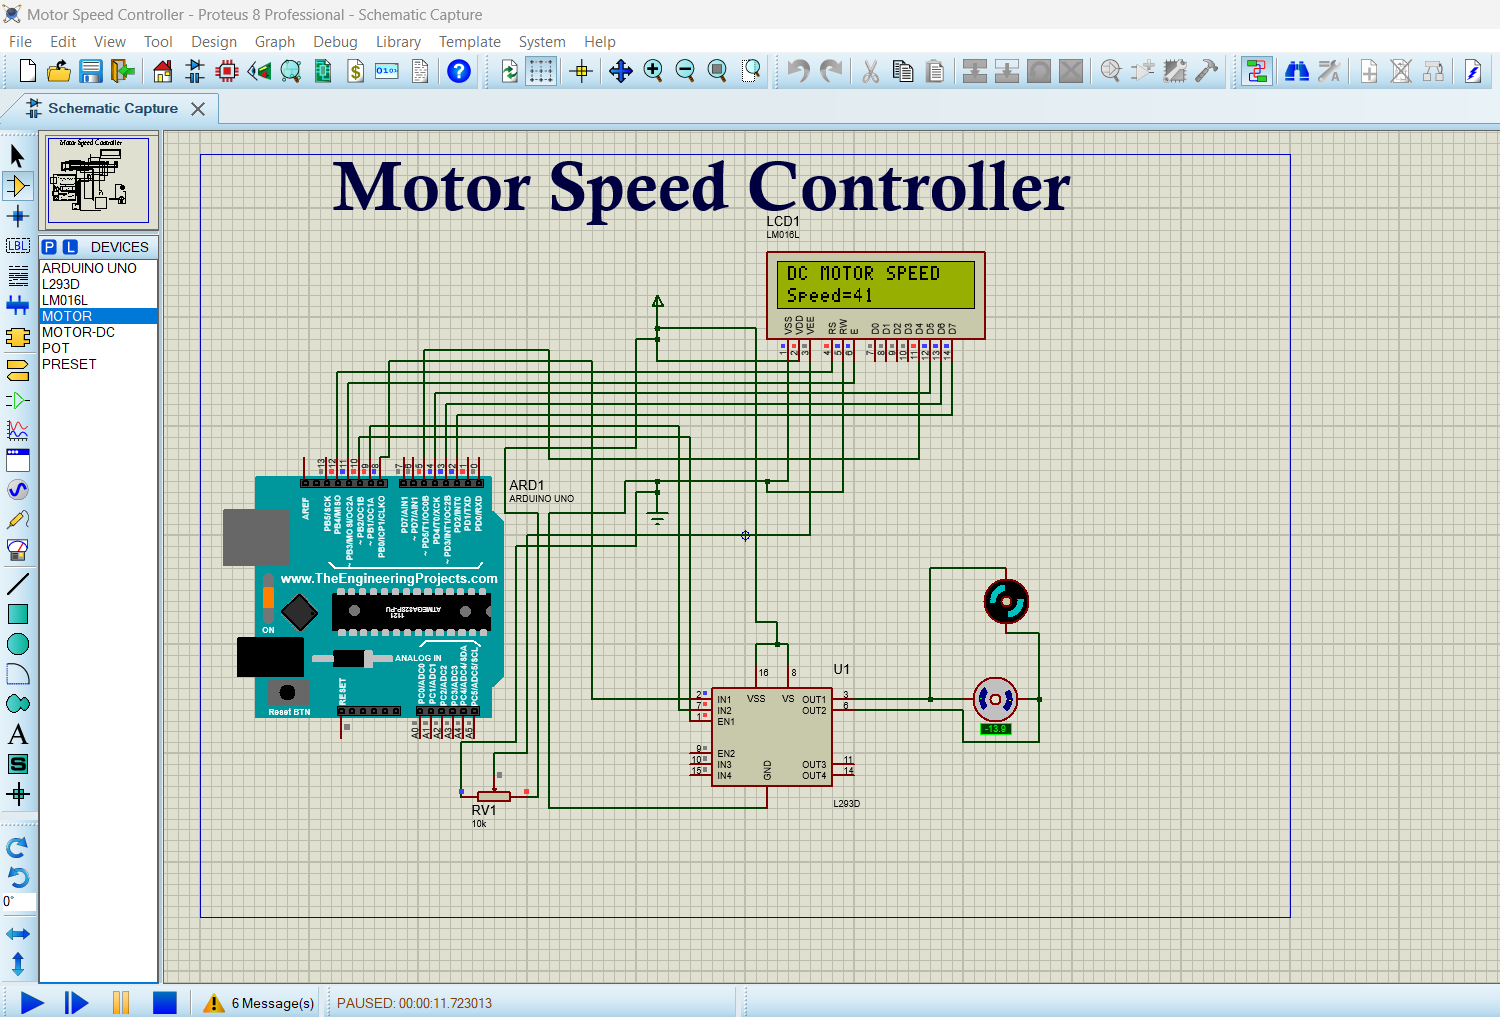 Motor Speed Controller - Proteus 8 Professional - Schematic Capture
File Edit View Tool Design Graph Debug Library Template System Help
Schematic Capture
Motor Speed Controller
P L DEVICES
ARDUINO UNO
L293D
LM016L
MOTOR
MOTOR-DC
POT
PRESET
LBL
A
S
0°
Motor Speed Controller
LCD1
LM016L
DC MOTOR SPEED
Speed=41
VSS VDD VEE RS RW E D0 D1 D2 D3 D4 D5 D6 D7
1 2 3 4 5 6 7 8 9 10 11 12 13 14
13 12 11 10 9 8 7 6 5 4 3 2 1 0
ARD1
ARDUINO UNO
AREF
PB5/SCK
PB4/MISO
~PB3/MOSI/OC2A
~ PB2/OC1B
~ PB1/OC1A
PB0/ICP1/CLKO
PD7/AIN1
~ PD7/AIN1
~ PD5/T1/OC0B
PD4/T0/XCK
~ PD3/INT1/OC2B
PD2/INT0
PD1/TXD
PD0/RXD
www.TheEngineeringProjects.com
ATMEGA328P-PU
1121
ON
ANALOG IN
RESET
PC0/ADC0
PC1/ADC1
PC2/ADC2
PC3/ADC3
PC4/ADC4/SDA
PC5/ADC5/SCL
Reset BTN
A0 A1 A2 A3 A4 A5
RV1
10k
U1
16 8
VSS VS
2 IN1 OUT1 3
7 IN2 OUT2 6
1 EN1
9 EN2
10 IN3 OUT3 11
15 IN4 OUT4 14
GND
L293D
-13.9
6 Message(s)
PAUSED: 00:00:11.723013